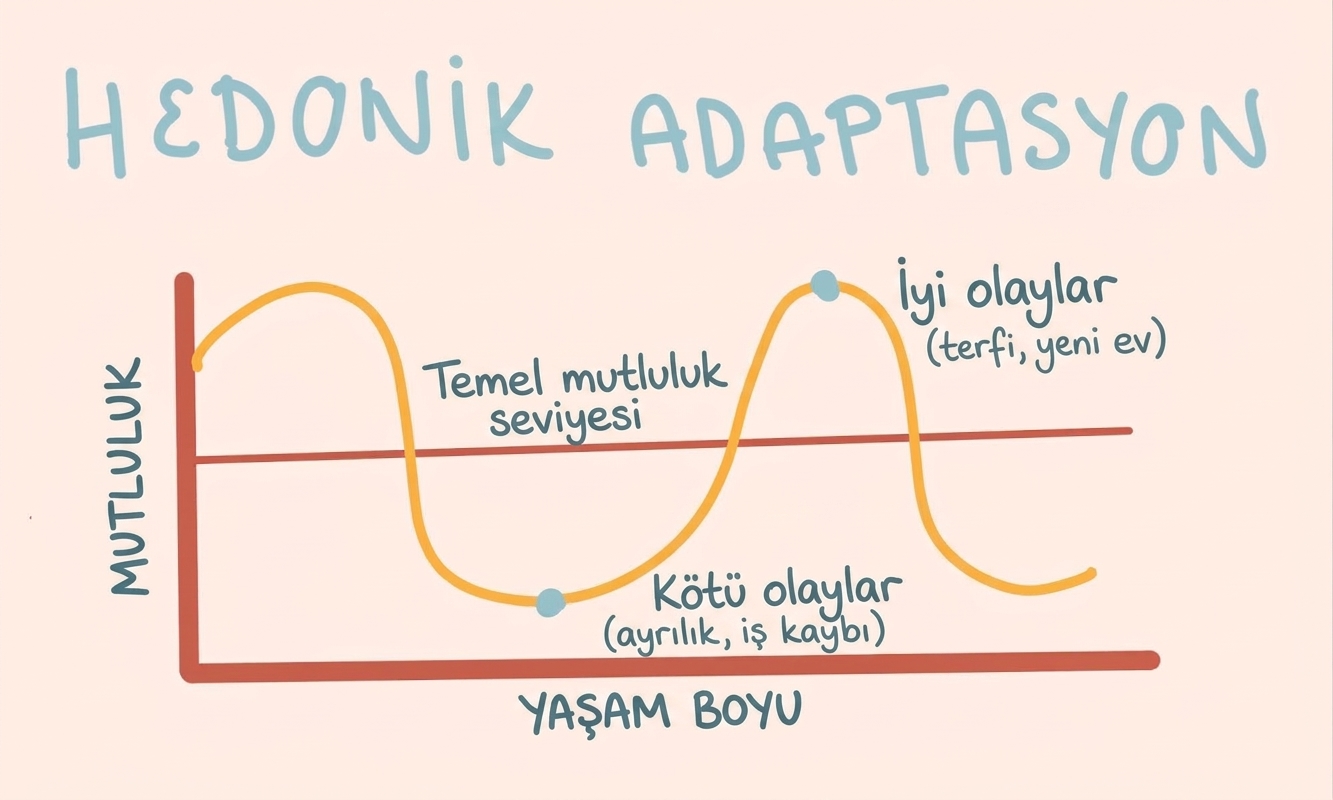 HEDONİK ADAPTASYON
İyi olaylar
(terfi, yeni ev)
Temel mutluluk
seviyesi
MUTLULUK
Kötü olaylar
(ayrılık, iş kaybı)
YAŞAM BOYU